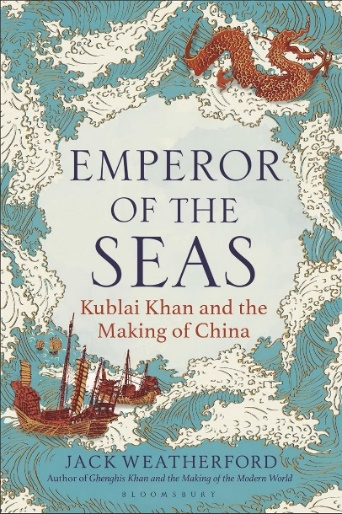 EMPEROR
OF THE
SEAS
Kublai Khan and the
Making of China
JACK WEATHERFORD
Author of Ghenghis Khan and the Making of the Modern World
BLOOMSBURY